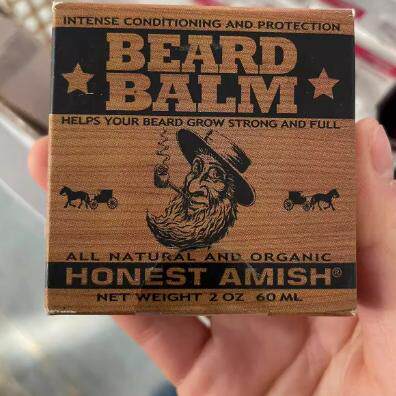 INTENSE CONDITIONING AND PROTECTION
BEARD
BALM
HELPS YOUR BEARD GROW STRONG AND FULL
ALL NATURAL AND ORGANIC
HONEST AMISH®
NET WEIGHT 2 OZ 60 ML